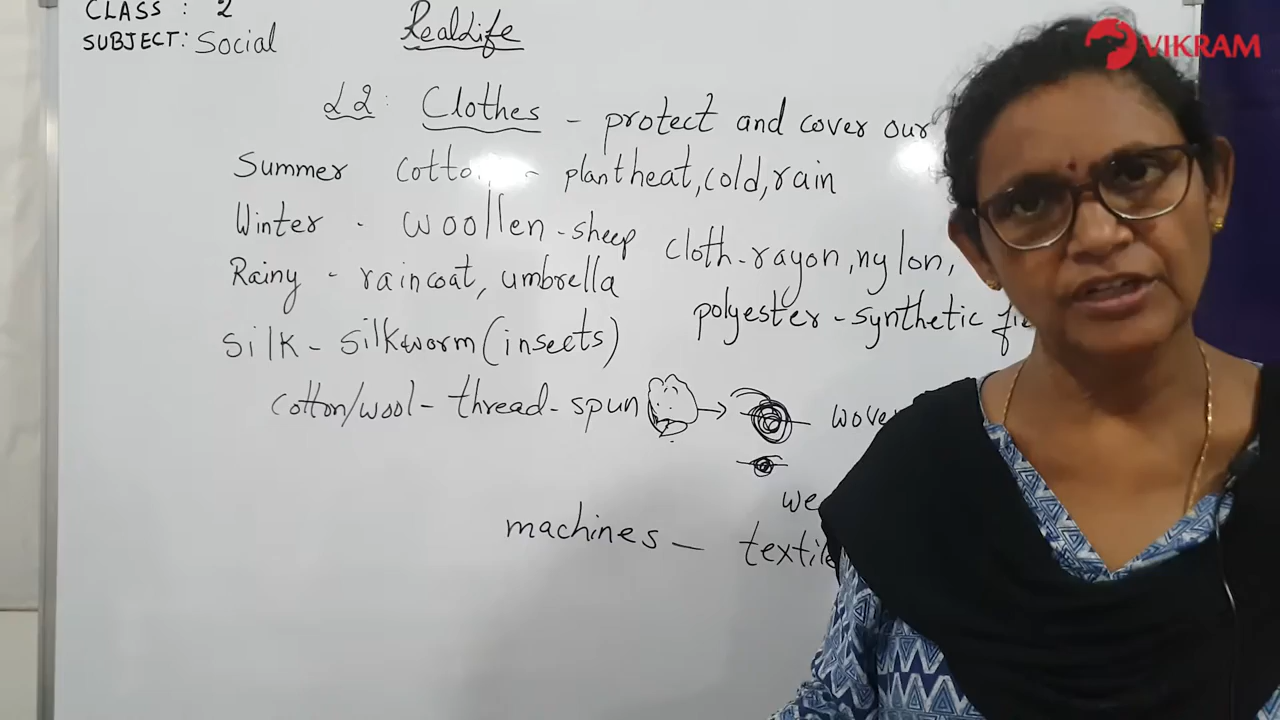 CLASS : 2
SUBJECT: Social
RealLife
VIKRAM
L2: Clothes - protect and cover our
Summer cotto - plant heat, cold, rain
Winter - woollen - sheep
cloth - rayon, nylon,
Rainy - raincoat, umbrella
polyester - synthetic
Silk - silkworm (insects)
cotton/wool - thread - spun
machines -